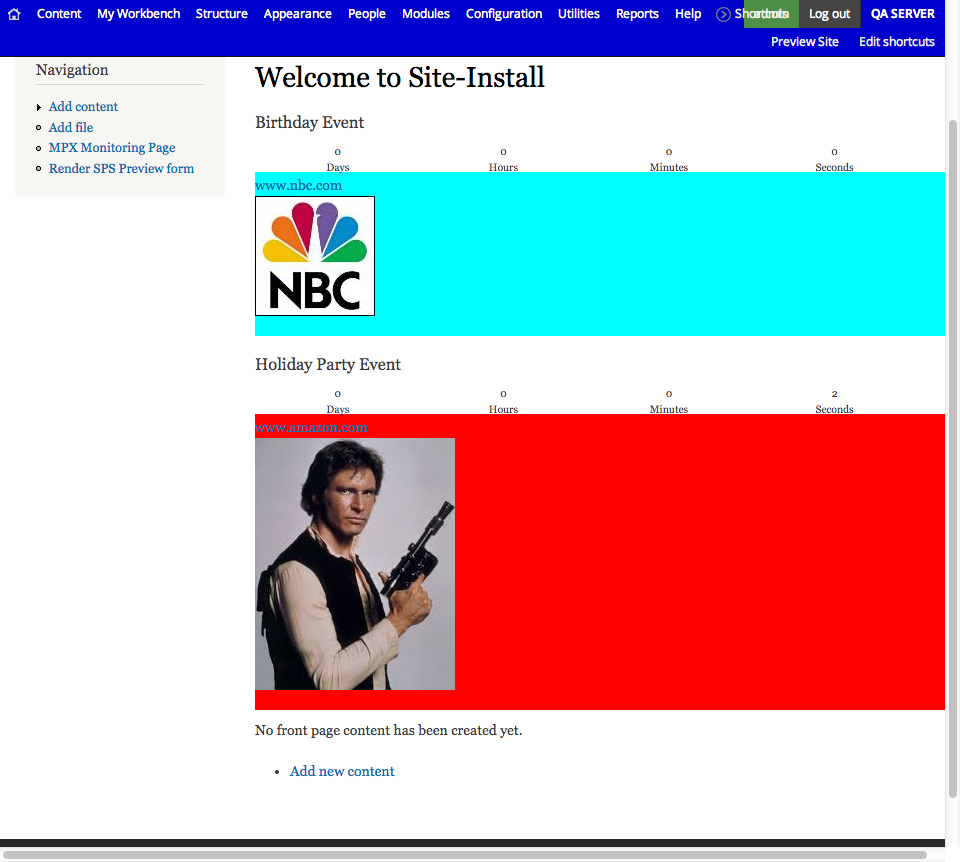 Content My Workbench Structure Appearance People Modules Configuration Utilities Reports Help Shortcuts Log out QA SERVER
Preview Site Edit shortcuts
Navigation
Add content
Add file
MPX Monitoring Page
Render SPS Preview form
Welcome to Site-Install
Birthday Event
0 0 0 0
Days Hours Minutes Seconds
www.nbc.com
NBC
Holiday Party Event
0 0 0 2
Days Hours Minutes Seconds
www.amazon.com
No front page content has been created yet.
Add new content